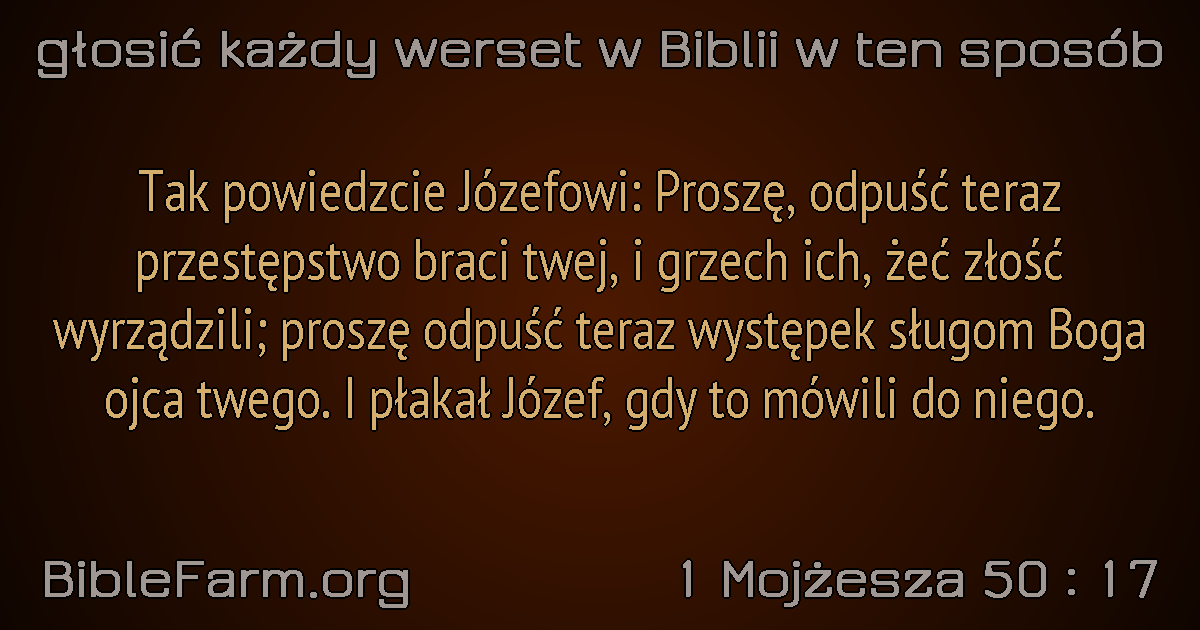 głosić każdy werset w Biblii w ten sposób
Tak powiedzcie Józefowi: Proszę, odpuść teraz
przestępstwo braci twej, i grzech ich, żeć złość
wyrządzili; proszę odpuść teraz występek sługom Boga
ojca twego. I płakał Józef, gdy to mówili do niego.
BibleFarm.org
1 Mojżesza 50 : 17